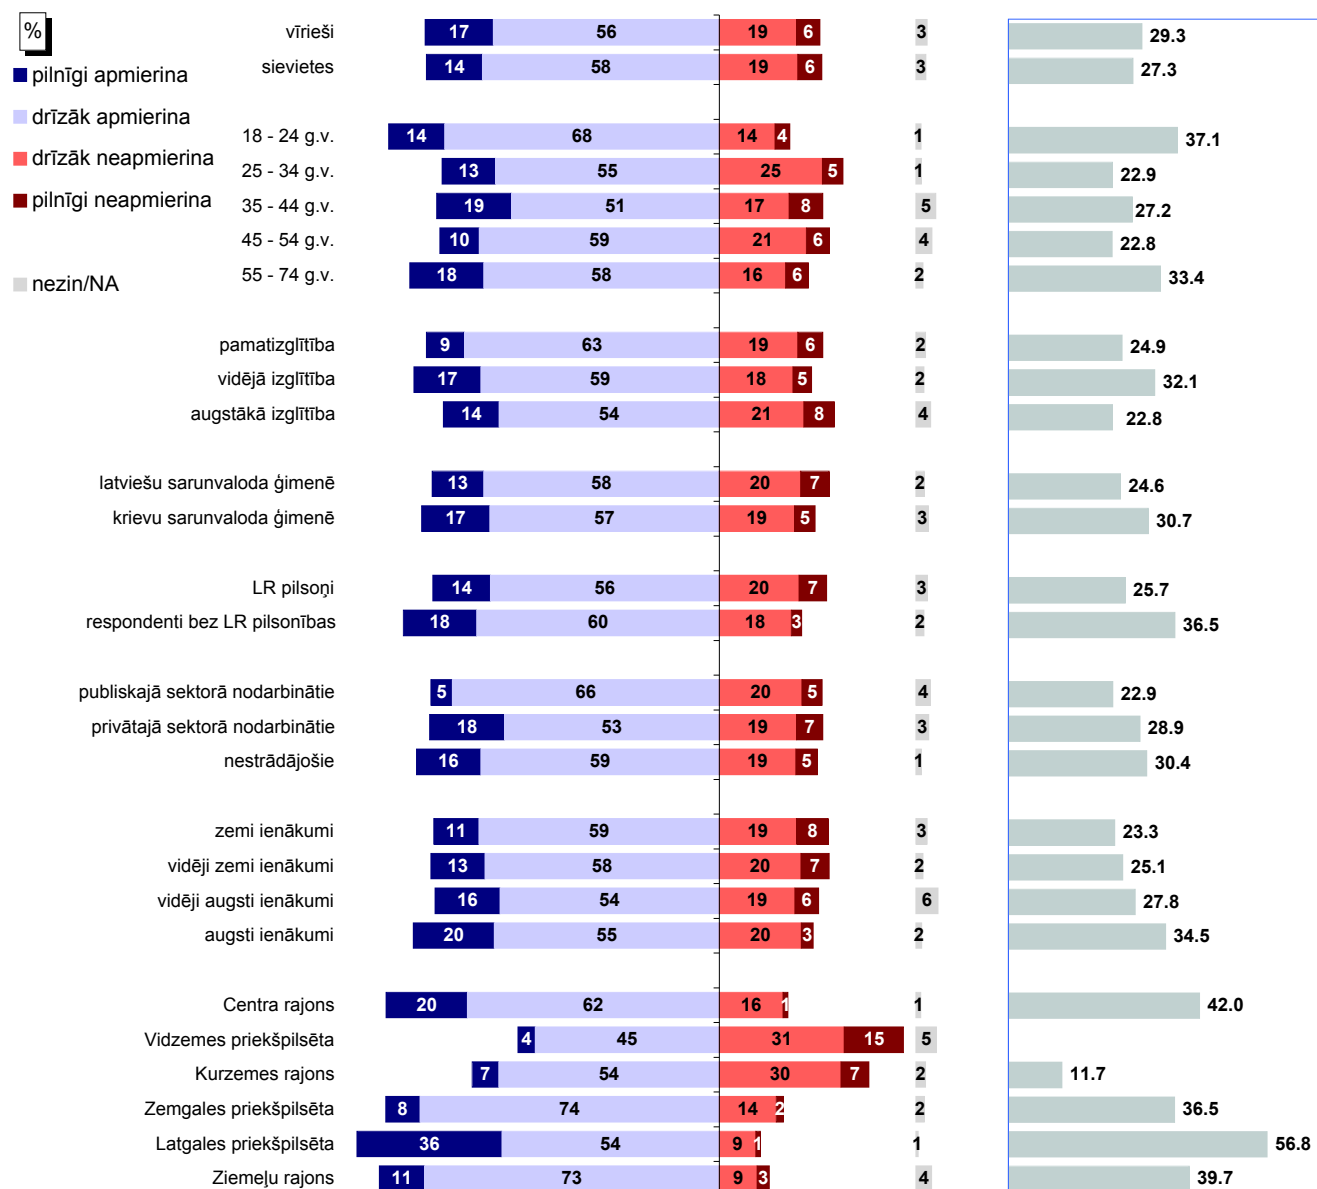 %
pilnīgi apmierina
drīzāk apmierina
drīzāk neapmierina
pilnīgi neapmierina
nezin/NA
vīrieši 17 56 19 6 3 29.3
sievietes 14 58 19 6 3 27.3
18 - 24 g.v. 14 68 14 4 1 37.1
25 - 34 g.v. 13 55 25 5 1 22.9
35 - 44 g.v. 19 51 17 8 5 27.2
45 - 54 g.v. 10 59 21 6 4 22.8
55 - 74 g.v. 18 58 16 6 2 33.4
pamatizglītība 9 63 19 6 2 24.9
vidējā izglītība 17 59 18 5 2 32.1
augstākā izglītība 14 54 21 8 4 22.8
latviešu sarunvaloda ģimenē 13 58 20 7 2 24.6
krievu sarunvaloda ģimenē 17 57 19 5 3 30.7
LR pilsoņi 14 56 20 7 3 25.7
respondenti bez LR pilsonības 18 60 18 3 2 36.5
publiskajā sektorā nodarbinātie 5 66 20 5 4 22.9
privātajā sektorā nodarbinātie 18 53 19 7 3 28.9
nestrādājošie 16 59 19 5 1 30.4
zemi ienākumi 11 59 19 8 3 23.3
vidēji zemi ienākumi 13 58 20 7 2 25.1
vidēji augsti ienākumi 16 54 19 6 6 27.8
augsti ienākumi 20 55 20 3 2 34.5
Centra rajons 20 62 16 1 1 42.0
Vidzemes priekšpilsēta 4 45 31 15 5
Kurzemes rajons 7 54 30 7 2 11.7
Zemgales priekšpilsēta 8 74 14 2 2 36.5
Latgales priekšpilsēta 36 54 9 1 1 56.8
Ziemeļu rajons 11 73 9 3 4 39.7